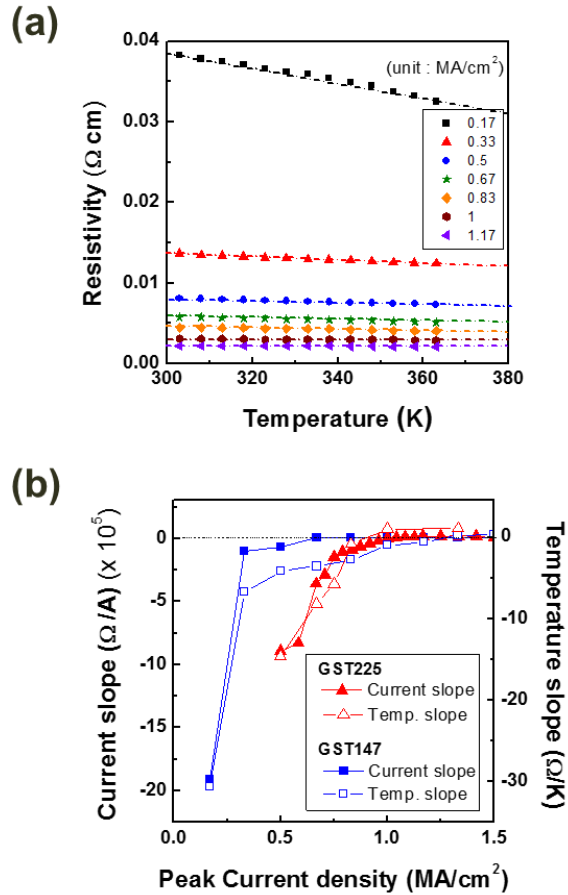 (a)
0.04
0.03
0.02
0.01
0.00
Resistivity (Ω cm)
(unit : MA/cm²)
0.17
0.33
0.5
0.67
0.83
1
1.17
300 320 340 360 380
Temperature (K)
(b)
0
-5
-10
-15
-20
Current slope (Ω/A) (x 10⁵)
0
-10
-20
-30
Temperature slope (Ω/K)
GST225
Current slope
Temp. slope
GST147
Current slope
Temp. slope
0.0 0.5 1.0 1.5
Peak Current density (MA/cm²)